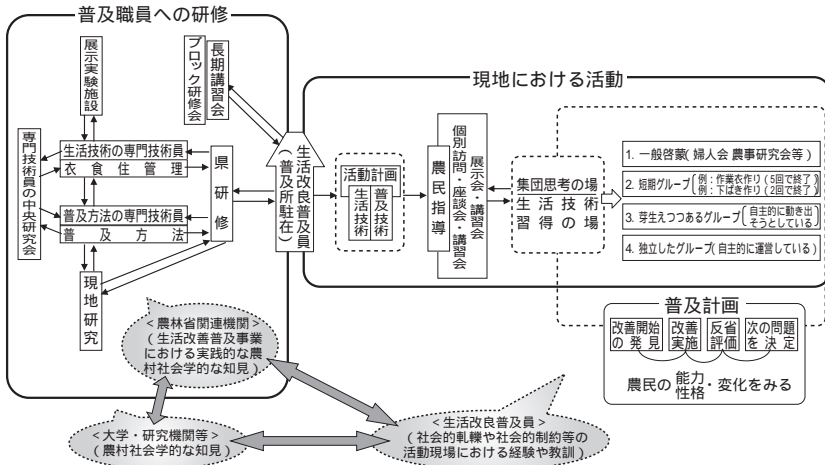 普及職員への研修
展示実験施設
ブロック研修会
長期講習会
専門技術員の中央研究会
生活技術の専門技術員
衣食住管理
普及方法の専門技術員
普及方法
県研修
現地研究
生活改良普及員
(普及所駐在)
現地における活動
活動計画
生活技術
普及技術
農民指導
個別訪問・座談会・講習会
展示会・講習会
集団思考の場
生活技術
習得の場
1. 一般啓蒙(婦人会 農事研究会等)
2. 短期グループ(例:作業衣作り(5回で終了)
例:下ばき作り(2回で終了))
3. 芽生えつつあるグループ(自主的に動き出
そうとしている)
4. 独立したグループ(自主的に運営している)
普及計画
改善開始
の発見
改善
実施
反省
評価
次の問題
を決定
農民の能力・変化をみる
性格
<農林省関連機関>
(生活改善普及事業
における実践的な農
村社会学的な知見)
<大学・研究機関等>
(農村社会学的な知見)
<生活改良普及員>
(社会的軋轢や社会的制約等の
活動現場における経験や教訓)